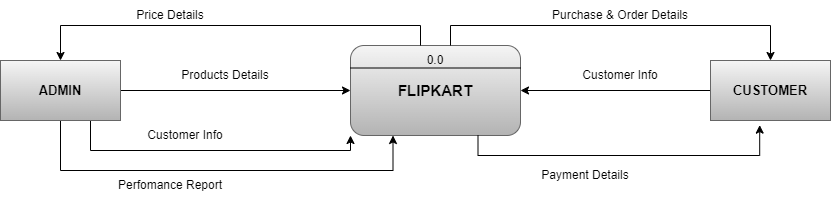 Price Details
Purchase & Order Details
0.0
Products Details
Customer Info
ADMIN
FLIPKART
CUSTOMER
Customer Info
Payment Details
Perfomance Report